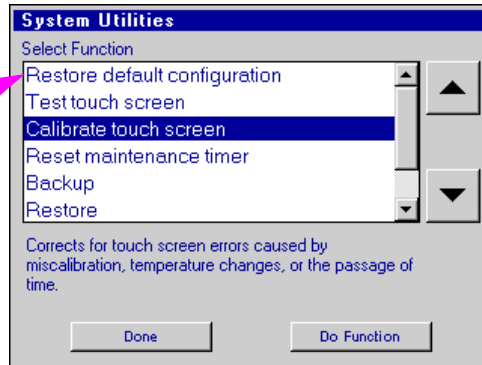 System Utilities
Select Function
Restore default configuration
Test touch screen
Calibrate touch screen
Reset maintenance timer
Backup
Restore
Corrects for touch screen errors caused by
miscalibration, temperature changes, or the passage of
time.
Done Do Function